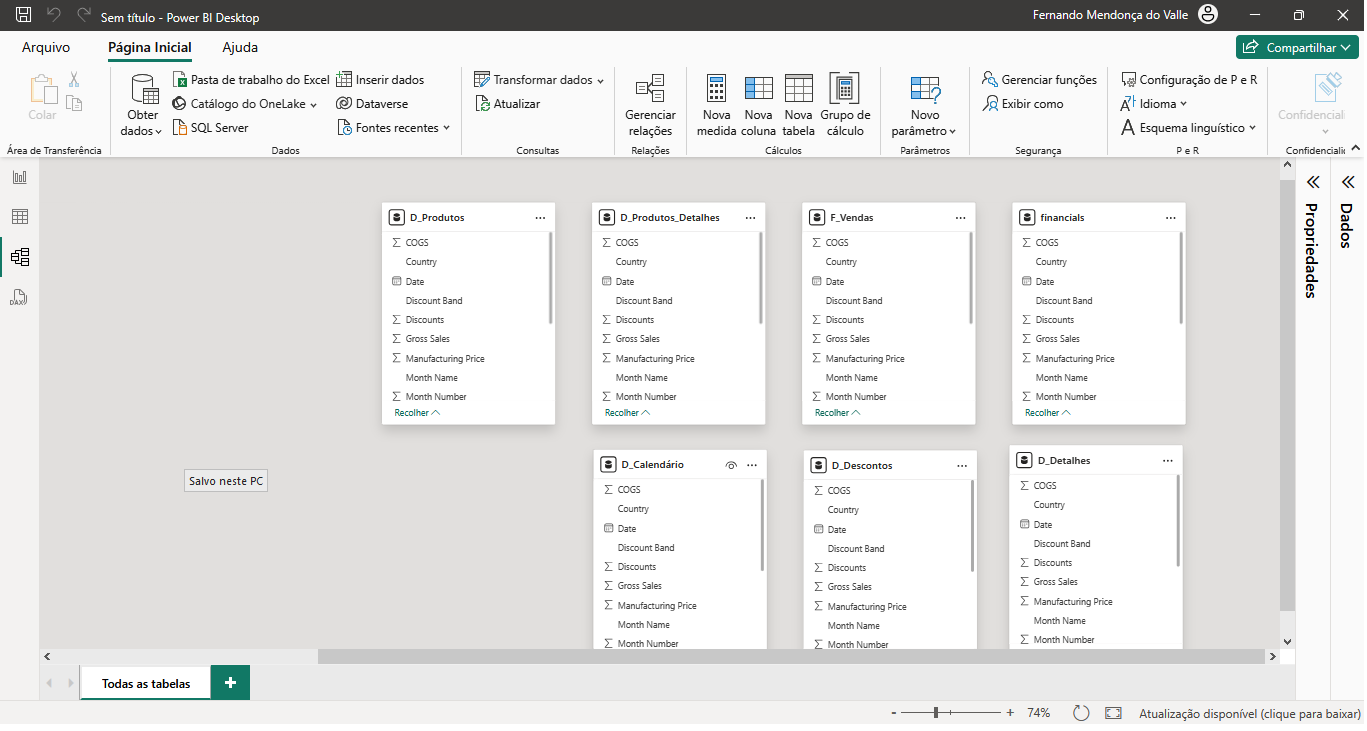 Sem título - Power BI Desktop
Fernando Mendonça do Valle
Arquivo
Página Inicial
Ajuda
Compartilhar
Colar
Área de Transferência
Obter dados
Pasta de trabalho do Excel
Catálogo do OneLake
SQL Server
Inserir dados
Dataverse
Fontes recentes
Dados
Transformar dados
Atualizar
Consultas
Gerenciar relações
Relações
Nova medida
Nova coluna
Nova tabela
Grupo de cálculo
Cálculos
Novo parâmetro
Parâmetros
Gerenciar funções
Exibir como
Segurança
Configuração de P e R
Idioma
Esquema linguístico
P e R
Confidenciali
Confidenciali
D_Produtos
COGS
Country
Date
Discount Band
Discounts
Gross Sales
Manufacturing Price
Month Name
Month Number
Recolher
D_Produtos_Detalhes
COGS
Country
Date
Discount Band
Discounts
Gross Sales
Manufacturing Price
Month Name
Month Number
Recolher
F_Vendas
COGS
Country
Date
Discount Band
Discounts
Gross Sales
Manufacturing Price
Month Name
Month Number
Recolher
financials
COGS
Country
Date
Discount Band
Discounts
Gross Sales
Manufacturing Price
Month Name
Month Number
Recolher
Propriedades
Dados
DAX
Salvo neste PC
D_Calendário
COGS
Country
Date
Discount Band
Discounts
Gross Sales
Manufacturing Price
Month Name
Month Number
D_Descontos
COGS
Country
Date
Discount Band
Discounts
Gross Sales
Manufacturing Price
Month Name
Month Number
D_Detalhes
COGS
Country
Date
Discount Band
Discounts
Gross Sales
Manufacturing Price
Month Name
Month Number
Todas as tabelas
+
- + 74%
Atualização disponível (clique para baixar)